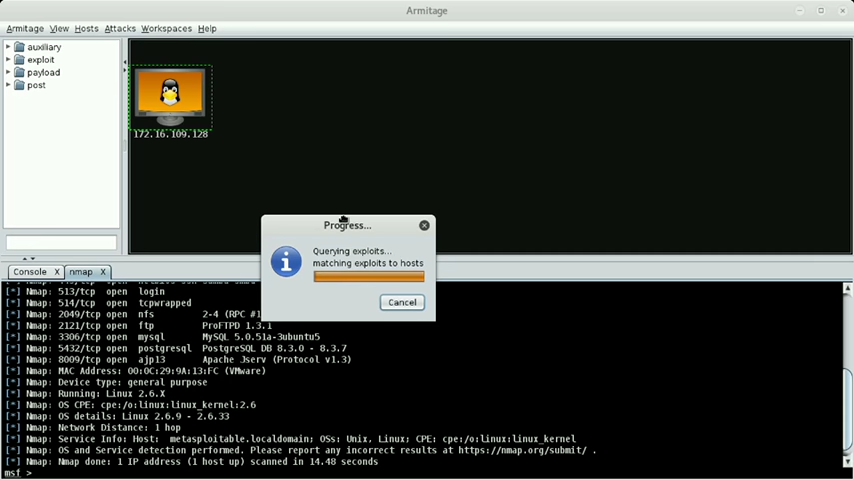 Armitage
Armitage View Hosts Attacks Workspaces Help
auxiliary
exploit
payload
post
172.16.109.128
Progress...
Querying exploits...
matching exploits to hosts
Cancel
Console X nmap X
[*] Nmap: 513/tcp open login
[*] Nmap: 514/tcp open tcpwrapped
[*] Nmap: 2049/tcp open nfs 2-4 (RPC #1
[*] Nmap: 2121/tcp open ftp ProFTPD 1.3.1
[*] Nmap: 3306/tcp open mysql MySQL 5.0.51a-3ubuntu5
[*] Nmap: 5432/tcp open postgresql PostgreSQL DB 8.3.0 - 8.3.7
[*] Nmap: 8009/tcp open ajp13 Apache Jserv (Protocol v1.3)
[*] Nmap: MAC Address: 00:0C:29:9A:13:FC (VMware)
[*] Nmap: Device type: general purpose
[*] Nmap: Running: Linux 2.6.X
[*] Nmap: OS CPE: cpe:/o:linux:linux_kernel:2.6
[*] Nmap: OS details: Linux 2.6.9 - 2.6.33
[*] Nmap: Network Distance: 1 hop
[*] Nmap: Service Info: Host: metasploitable.localdomain; OSs: Unix, Linux; CPE: cpe:/o:linux:linux_kernel
[*] Nmap: OS and Service detection performed. Please report any incorrect results at https://nmap.org/submit/ .
[*] Nmap: Nmap done: 1 IP address (1 host up) scanned in 14.48 seconds
msf >